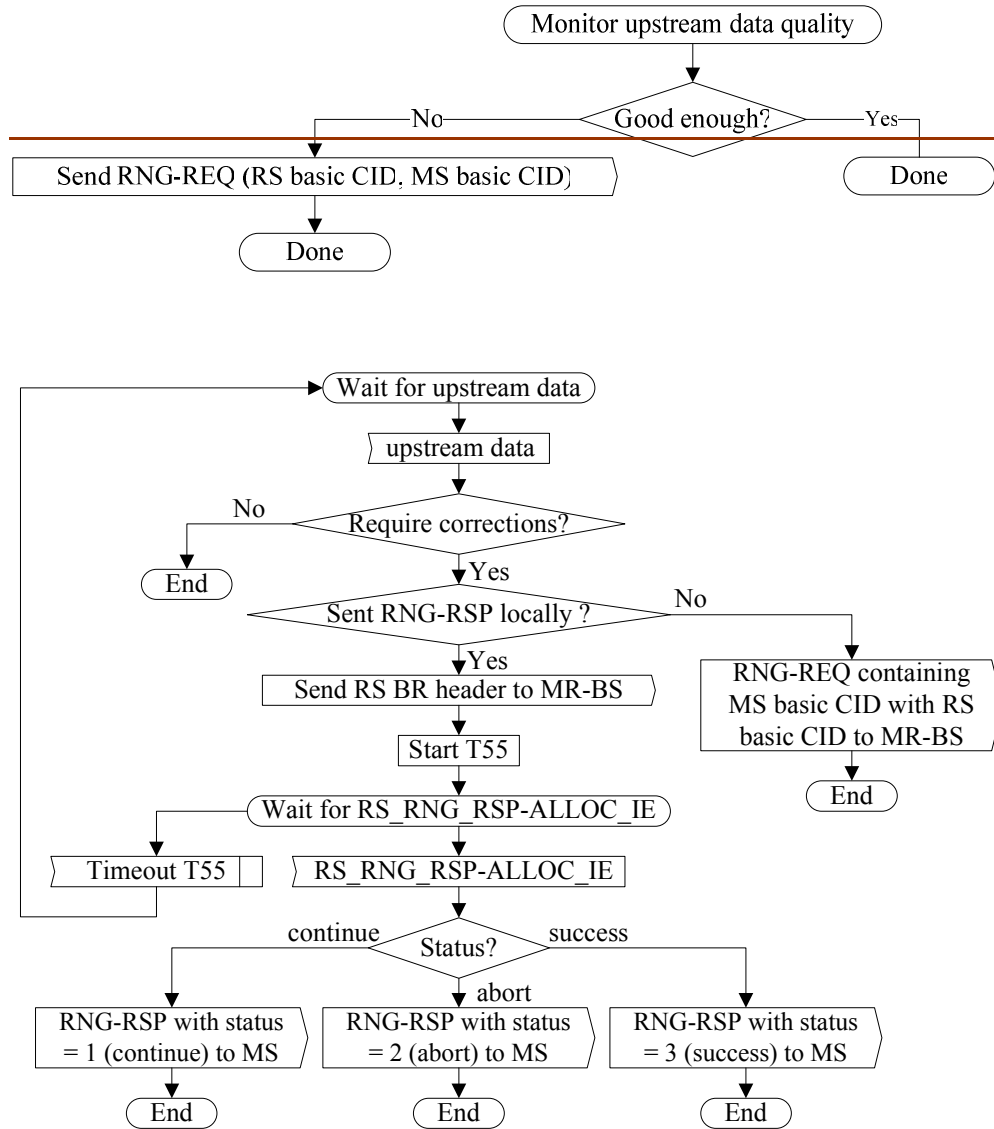 Monitor upstream data quality
Good enough?
No
Yes
Send RNG-REQ (RS basic CID, MS basic CID)
Done
Done
Wait for upstream data
upstream data
Require corrections?
No
End
Yes
Sent RNG-RSP locally ?
No
Yes
Send RS BR header to MR-BS
RNG-REQ containing
MS basic CID with RS
basic CID to MR-BS
Start T55
End
Wait for RS_RNG_RSP-ALLOC_IE
Timeout T55
RS_RNG_RSP-ALLOC_IE
Status?
continue
success
abort
RNG-RSP with status
= 1 (continue) to MS
RNG-RSP with status
= 2 (abort) to MS
RNG-RSP with status
= 3 (success) to MS
End
End
End